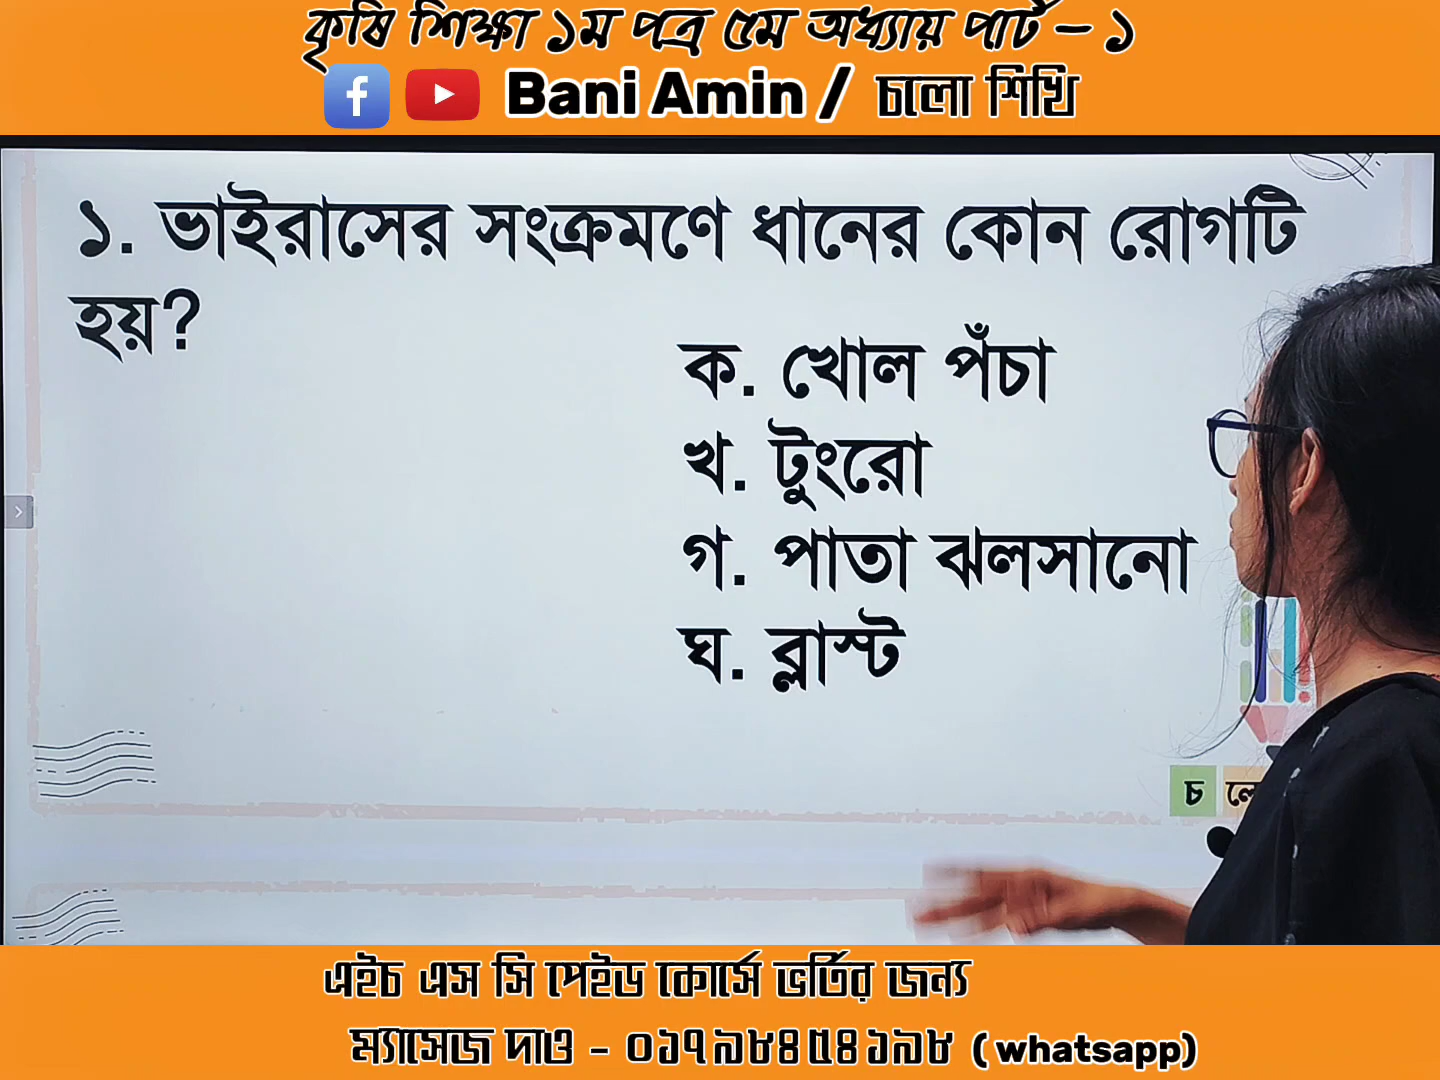 কৃষি শিক্ষা ১ম পত্র ৫ম অধ্যায় পার্ট – ১
Bani Amin / চলো শিখি
১. ভাইরাসের সংক্রমণে ধানের কোন রোগটি
হয়?
ক. খোল পঁচা
খ. টুংরো
গ. পাতা ঝলসানো
ঘ. ব্লাস্ট
চ লে
এইচ এস সি পেইড কোর্সে ভর্তির জন্য
ম্যাসেজ দাও - ০১৭৯৮৪৫৪১৯৮ ( whatsapp)